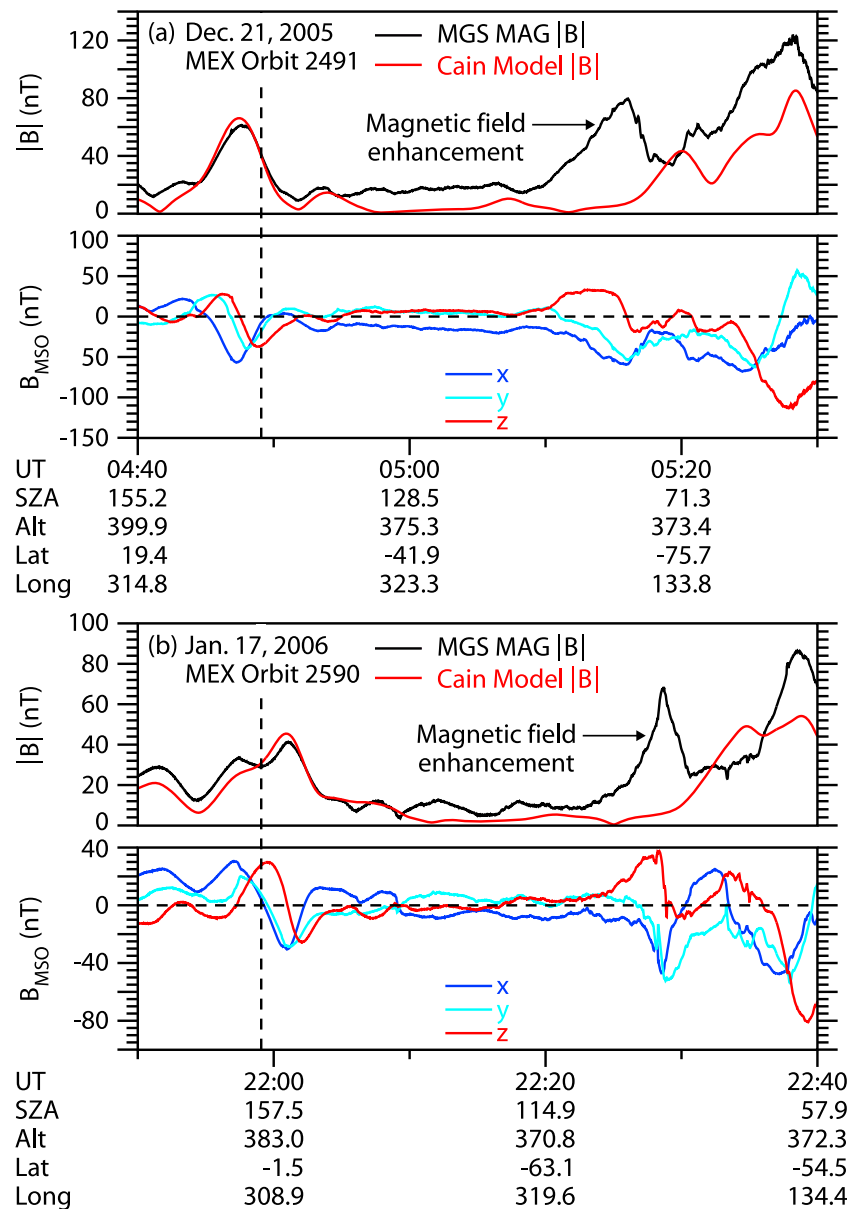 (a) Dec. 21, 2005
MEX Orbit 2491
MGS MAG |B|
Cain Model |B|
Magnetic field
enhancement
|B| (nT)
120
80
40
0
B_MSO (nT)
100
50
0
50
-100
-150
x
y
z
UT 04:40 05:00 05:20
SZA 155.2 128.5 71.3
Alt 399.9 375.3 373.4
Lat 19.4 -41.9 -75.7
Long 314.8 323.3 133.8
(b) Jan. 17, 2006
MEX Orbit 2590
MGS MAG |B|
Cain Model |B|
Magnetic field
enhancement
|B| (nT)
100
80
60
40
20
0
B_MSO (nT)
40
0
-40
-80
x
y
z
UT 22:00 22:20 22:40
SZA 157.5 114.9 57.9
Alt 383.0 370.8 372.3
Lat -1.5 -63.1 -54.5
Long 308.9 319.6 134.4